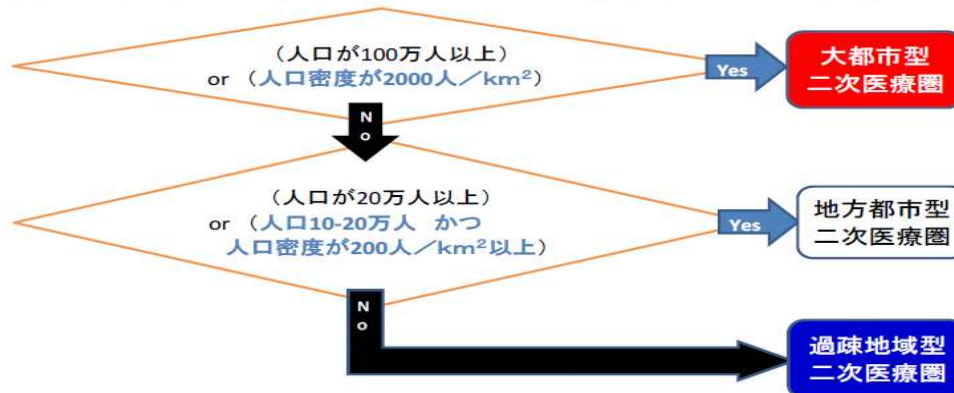 （人口が100万人以上）
or （人口密度が2000人／km²）
Yes
大都市型
二次医療圏
No
（人口が20万人以上）
or （人口10-20万人 かつ
人口密度が200人／km²以上）
Yes
地方都市型
二次医療圏
No
過疎地域型
二次医療圏